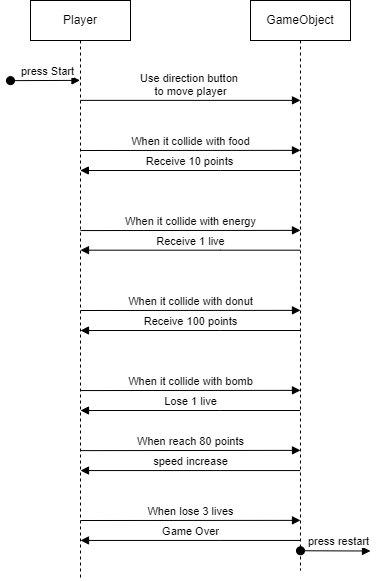 Player
GameObject
press Start
Use direction button
to move player
When it collide with food
Receive 10 points
When it collide with energy
Receive 1 live
When it collide with donut
Receive 100 points
When it collide with bomb
Lose 1 live
When reach 80 points
speed increase
When lose 3 lives
Game Over
press restart